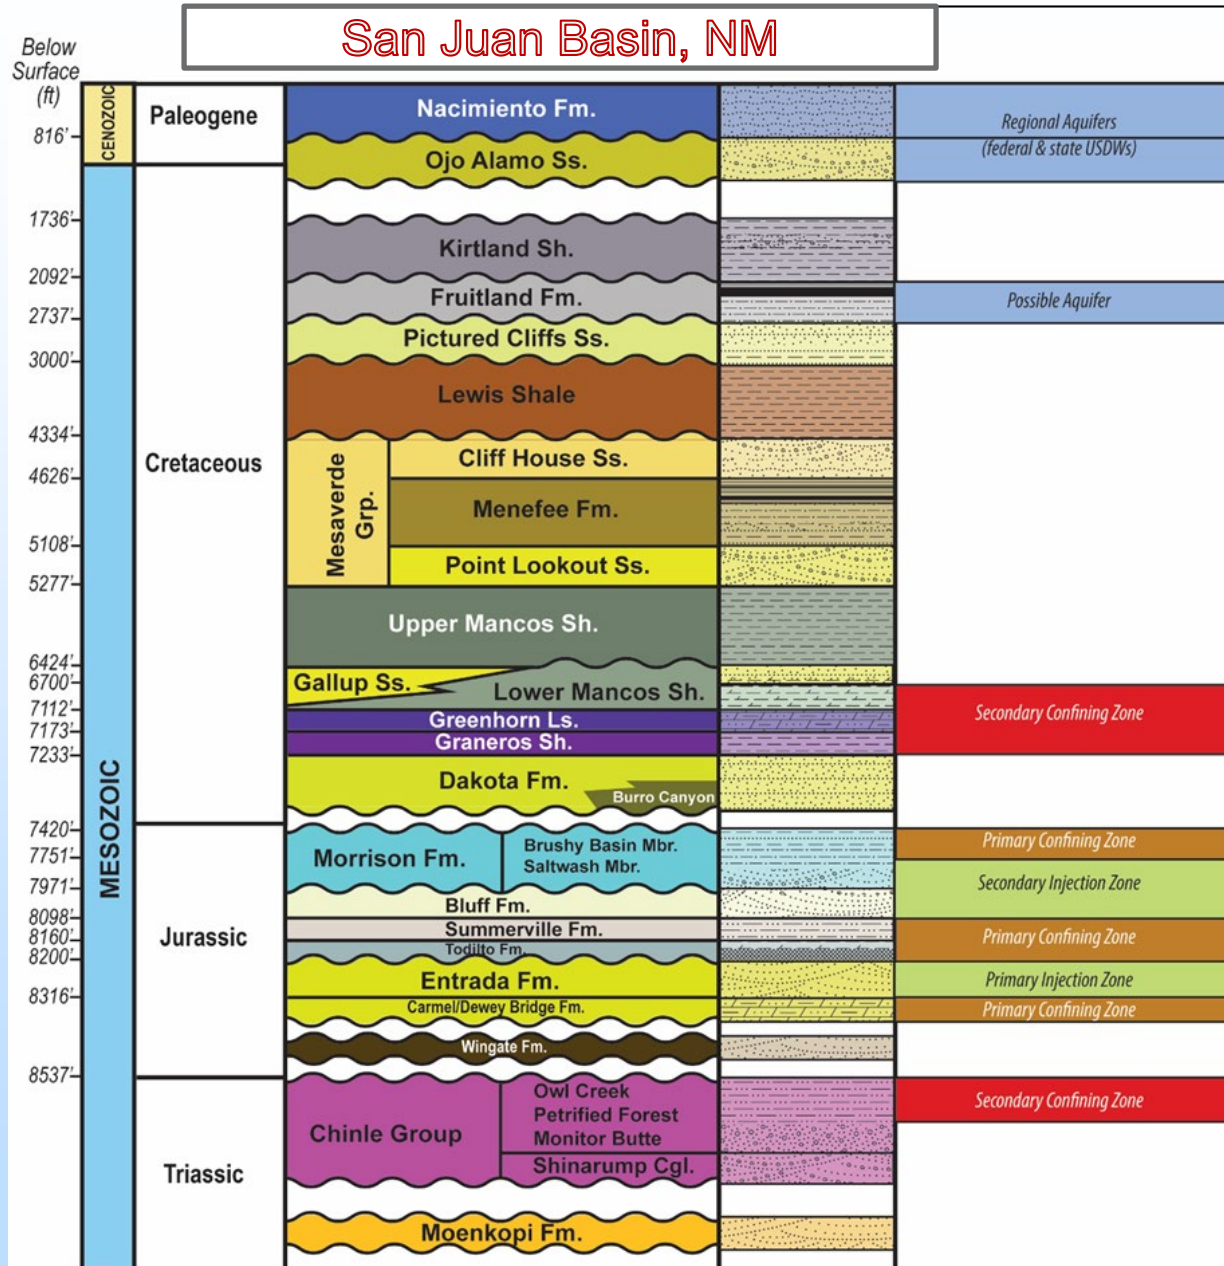 San Juan Basin, NM
Below
Surface
(ft)
816'
1736'
2092'
2737'
3000'
4334'
4626'
5108'
5277'
6424'
6700'
7112'
7173'
7233'
7420'
7751'
7971'
8098'
8160'
8200'
8316'
8537'
CENOZOIC
MESOZOIC
Paleogene
Cretaceous
Jurassic
Triassic
Nacimiento Fm.
Ojo Alamo Ss.
Kirtland Sh.
Fruitland Fm.
Pictured Cliffs Ss.
Lewis Shale
Mesaverde
Grp.
Cliff House Ss.
Menefee Fm.
Point Lookout Ss.
Upper Mancos Sh.
Gallup Ss.
Lower Mancos Sh.
Greenhorn Ls.
Graneros Sh.
Dakota Fm.
Burro Canyon
Morrison Fm.
Brushy Basin Mbr.
Saltwash Mbr.
Bluff Fm.
Summerville Fm.
Todilto Fm.
Entrada Fm.
Carmel/Dewey Bridge Fm.
Wingate Fm.
Chinle Group
Owl Creek
Petrified Forest
Monitor Butte
Shinarump Cgl.
Moenkopi Fm.
Regional Aquifers
(federal & state USDWs)
Possible Aquifer
Secondary Confining Zone
Primary Confining Zone
Secondary Injection Zone
Primary Confining Zone
Primary Injection Zone
Primary Confining Zone
Secondary Confining Zone